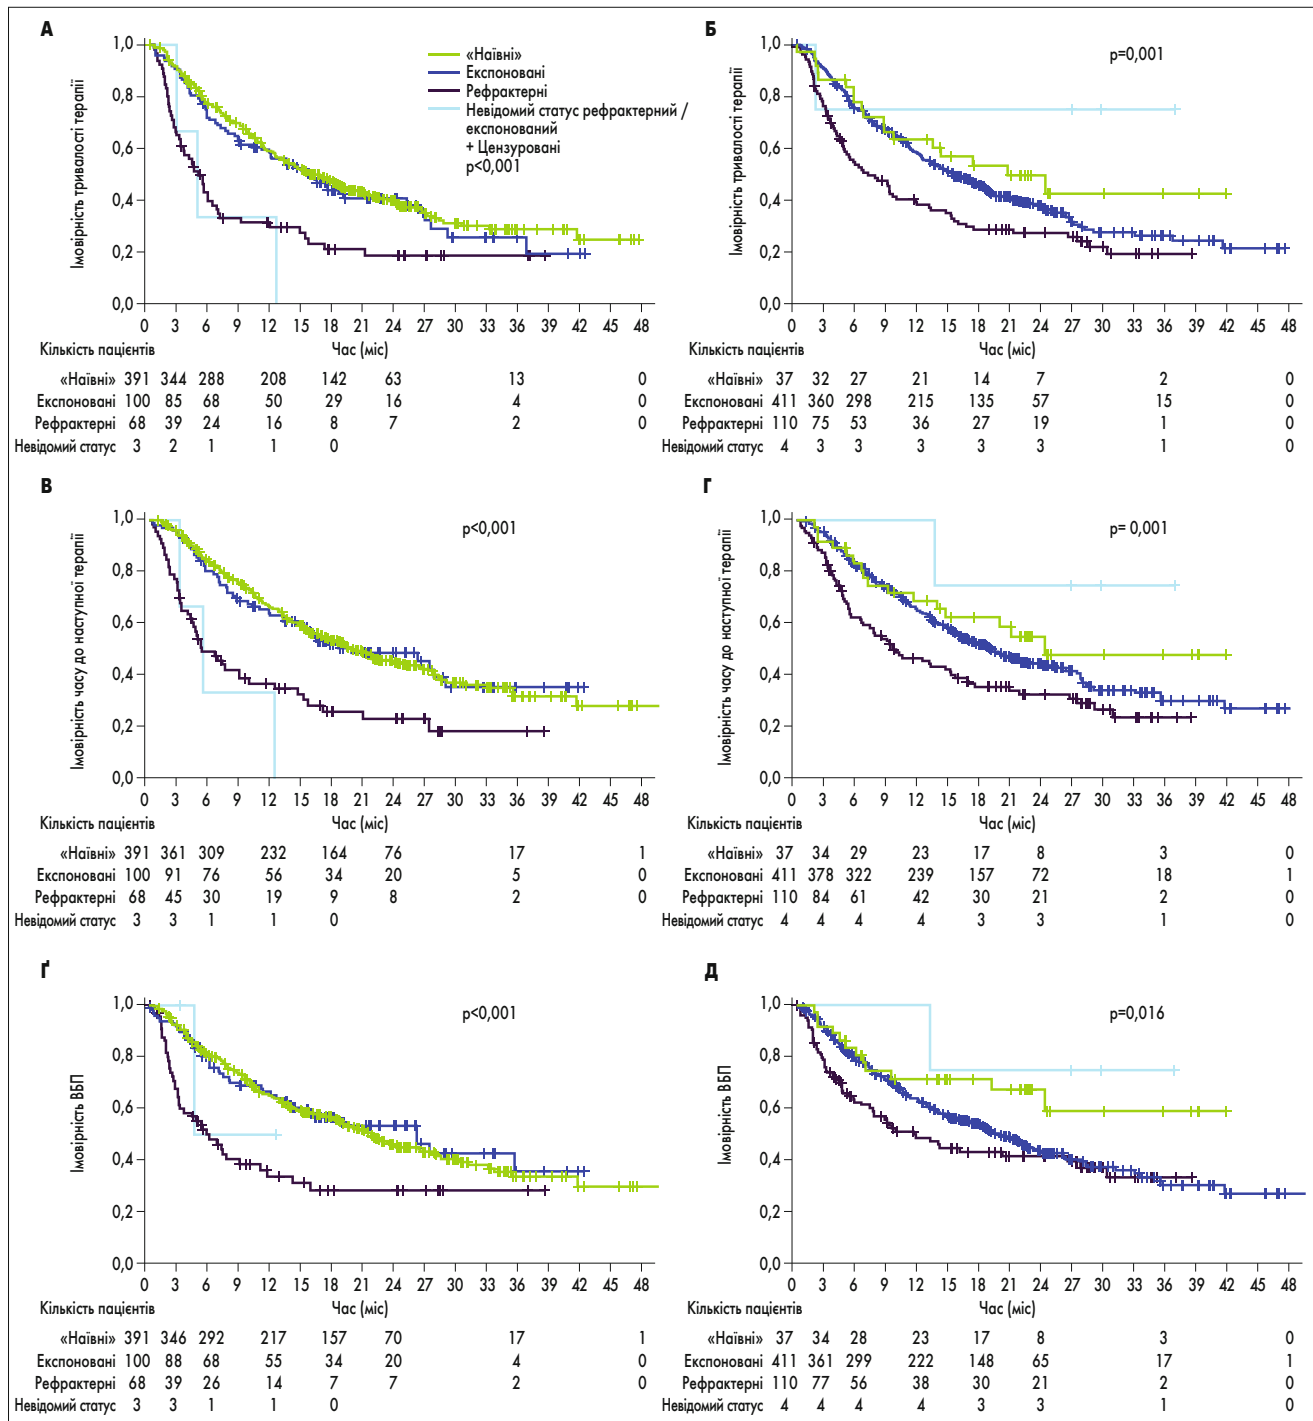 А
1,0
0,8
0,6
0,4
0,2
0,0
Імовірність тривалості терапії
«Наївні»
Експоновані
Рефрактерні
Невідомий статус рефрактерний /
експонований
+ Цензуровані
p<0,001
0 3 6 9 12 15 18 21 24 27 30 33 36 39 42 45 48
Кількість пацієнтів Час (міс)
«Наївні» 391 344 288 208 142 63 13 0
Експоновані 100 85 68 50 29 16 4 0
Рефрактерні 68 39 24 16 8 7 2 0
Невідомий статус 3 2 1 1 0
Б
1,0
0,8
0,6
0,4
0,2
0,0
Імовірність тривалості терапії
p=0,001
0 3 6 9 12 15 18 21 24 27 30 33 36 39 42 45 48
Кількість пацієнтів Час (міс)
«Наївні» 37 32 27 21 14 7 2 0
Експоновані 411 360 298 215 135 57 15 0
Рефрактерні 110 75 53 36 27 19 1 0
Невідомий статус 4 3 3 3 3 3 1 0
В
1,0
0,8
0,6
0,4
0,2
0,0
Імовірність часу до наступної терапії
p<0,001
0 3 6 9 12 15 18 21 24 27 30 33 36 39 42 45 48
Кількість пацієнтів Час (міс)
«Наївні» 391 361 309 232 164 76 17 1
Експоновані 100 91 76 56 34 20 5 0
Рефрактерні 68 45 30 19 9 8 2 0
Невідомий статус 3 3 1 1 0
Г
1,0
0,8
0,6
0,4
0,2
0,0
Імовірність часу до наступної терапії
p= 0,001
0 3 6 9 12 15 18 21 24 27 30 33 36 39 42 45 48
Кількість пацієнтів Час (міс)
«Наївні» 37 34 29 23 17 8 3 0
Експоновані 411 378 322 239 157 72 18 1
Рефрактерні 110 84 61 42 30 21 2 0
Невідомий статус 4 4 4 4 3 3 1 0
Ґ
1,0
0,8
0,6
0,4
0,2
0,0
Імовірність ВБП
p<0,001
0 3 6 9 12 15 18 21 24 27 30 33 36 39 42 45 48
Кількість пацієнтів Час (міс)
«Наївні» 391 346 292 217 157 70 17 1
Експоновані 100 88 68 55 34 20 4 0
Рефрактерні 68 39 26 14 7 7 2 0
Невідомий статус 3 3 1 1 0
Д
1,0
0,8
0,6
0,4
0,2
0,0
Імовірність ВБП
p=0,016
0 3 6 9 12 15 18 21 24 27 30 33 36 39 42 45 48
Кількість пацієнтів Час (міс)
«Наївні» 37 34 28 23 17 8 3 0
Експоновані 411 361 299 222 148 65 17 1
Рефрактерні 110 77 56 38 30 21 2 0
Невідомий статус 4 4 4 4 3 3 1 0